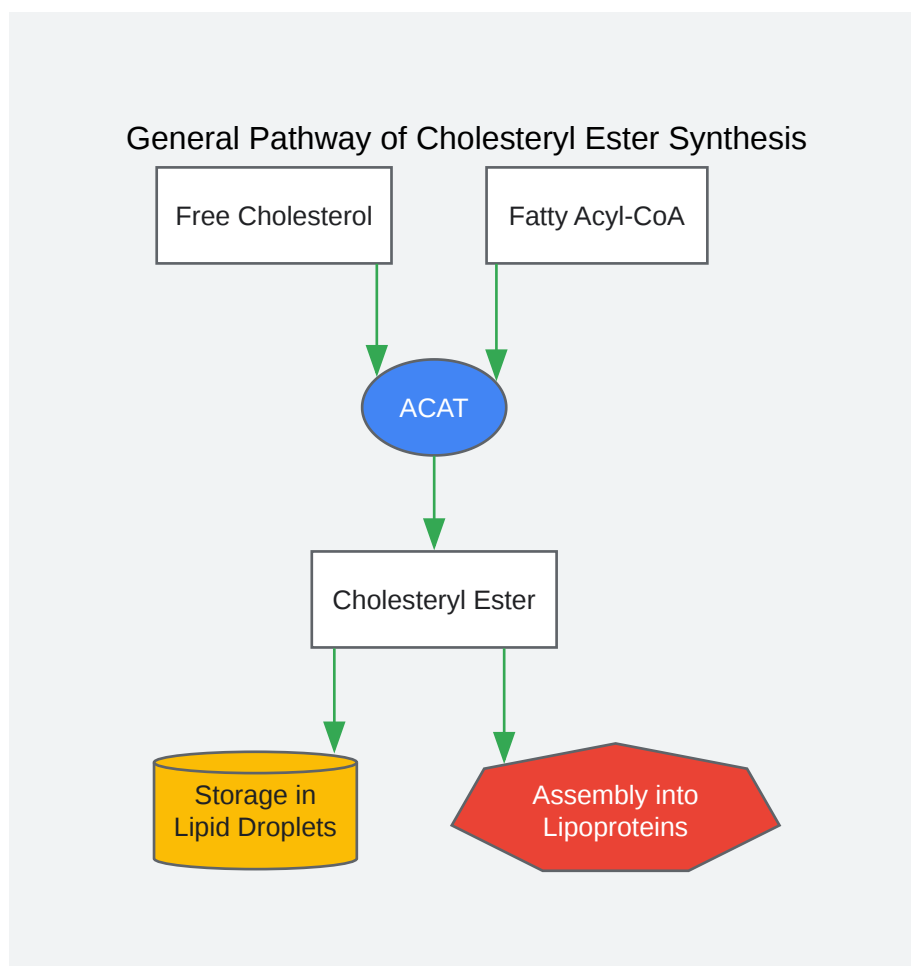 General Pathway of Cholesteryl Ester Synthesis
Free Cholesterol
Fatty Acyl-CoA
ACAT
Cholesteryl Ester
Storage in
Lipid Droplets
Assembly into
Lipoproteins